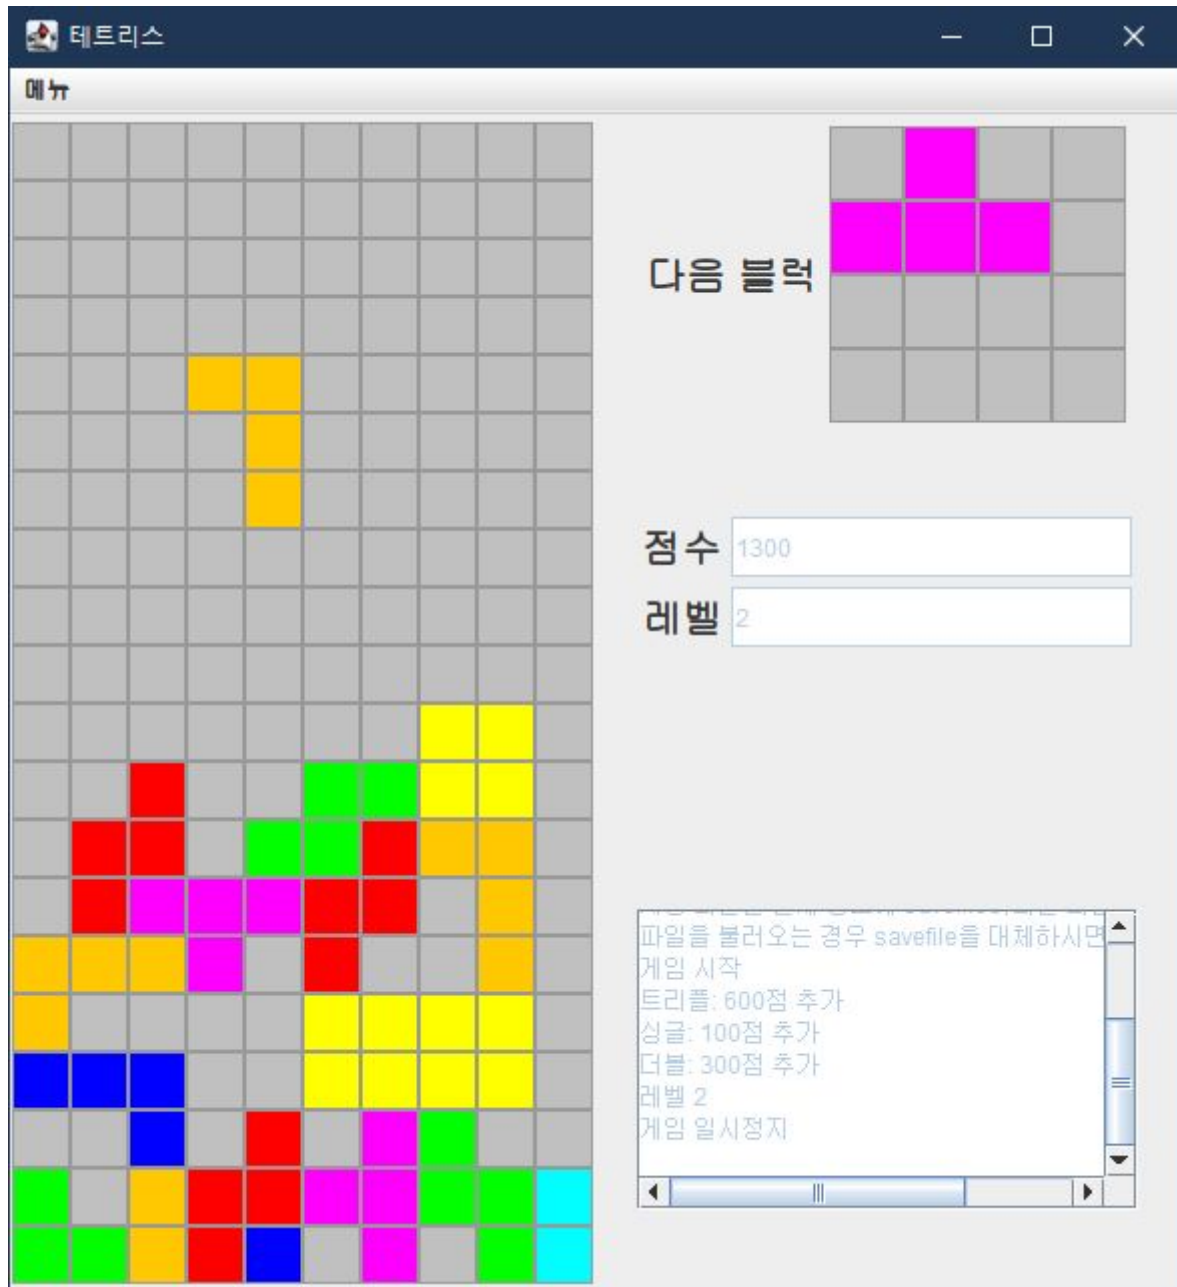 테트리스
메뉴
다음 블럭
점수 1300
레벨 2
파일을 불러오는 경우 savefile을 대체하시면
게임 시작
트리플: 600점 추가
싱글: 100점 추가
더블: 300점 추가
레벨 2
게임 일시정지